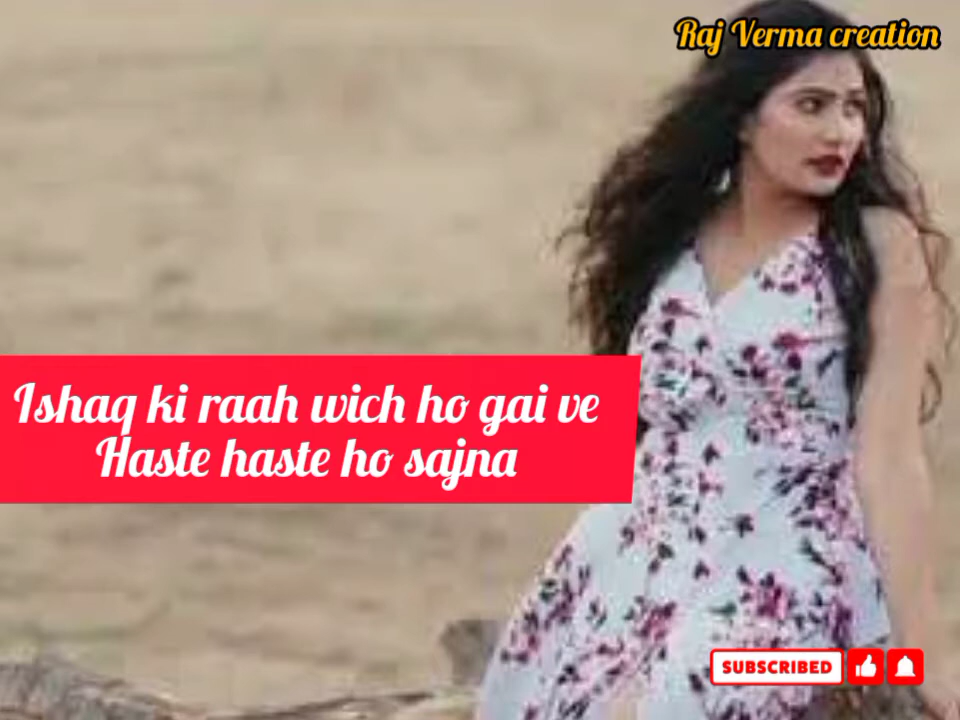 Raj Verma creation
Ishaq ki raah wich ho gai ve
Haste haste ho sajna
SUBSCRIBED